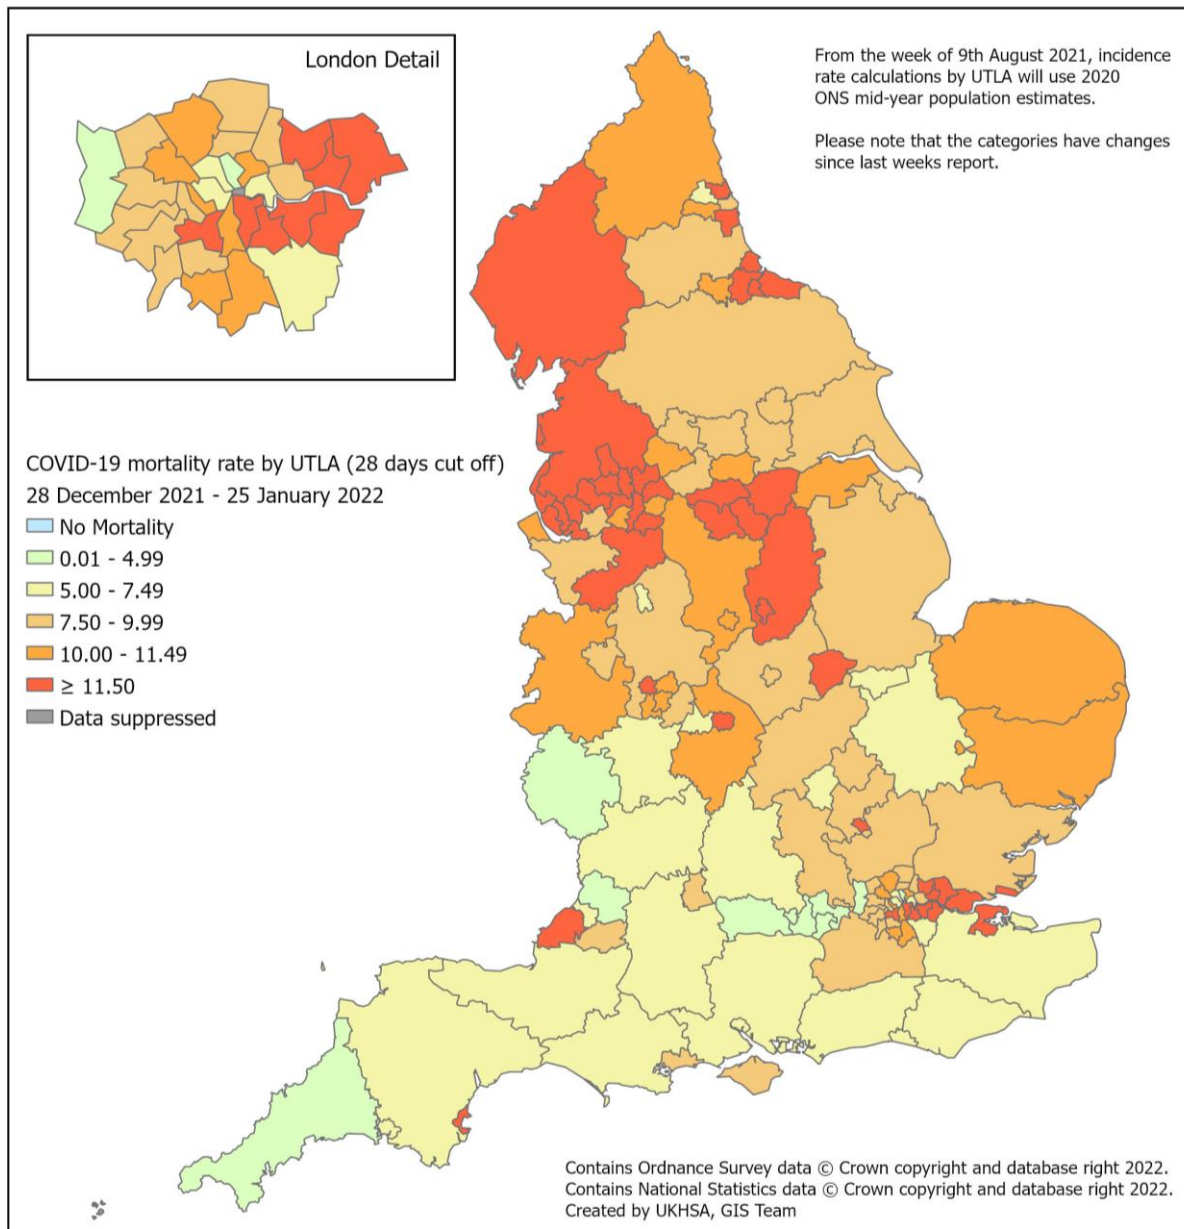 London Detail
From the week of 9th August 2021, incidence
rate calculations by UTLA will use 2020
ONS mid-year population estimates.
Please note that the categories have changes
since last weeks report.
COVID-19 mortality rate by UTLA (28 days cut off)
28 December 2021 - 25 January 2022
No Mortality
0.01 - 4.99
5.00 - 7.49
7.50 - 9.99
10.00 - 11.49
≥ 11.50
Data suppressed
Contains Ordnance Survey data © Crown copyright and database right 2022.
Contains National Statistics data © Crown copyright and database right 2022.
Created by UKHSA, GIS Team